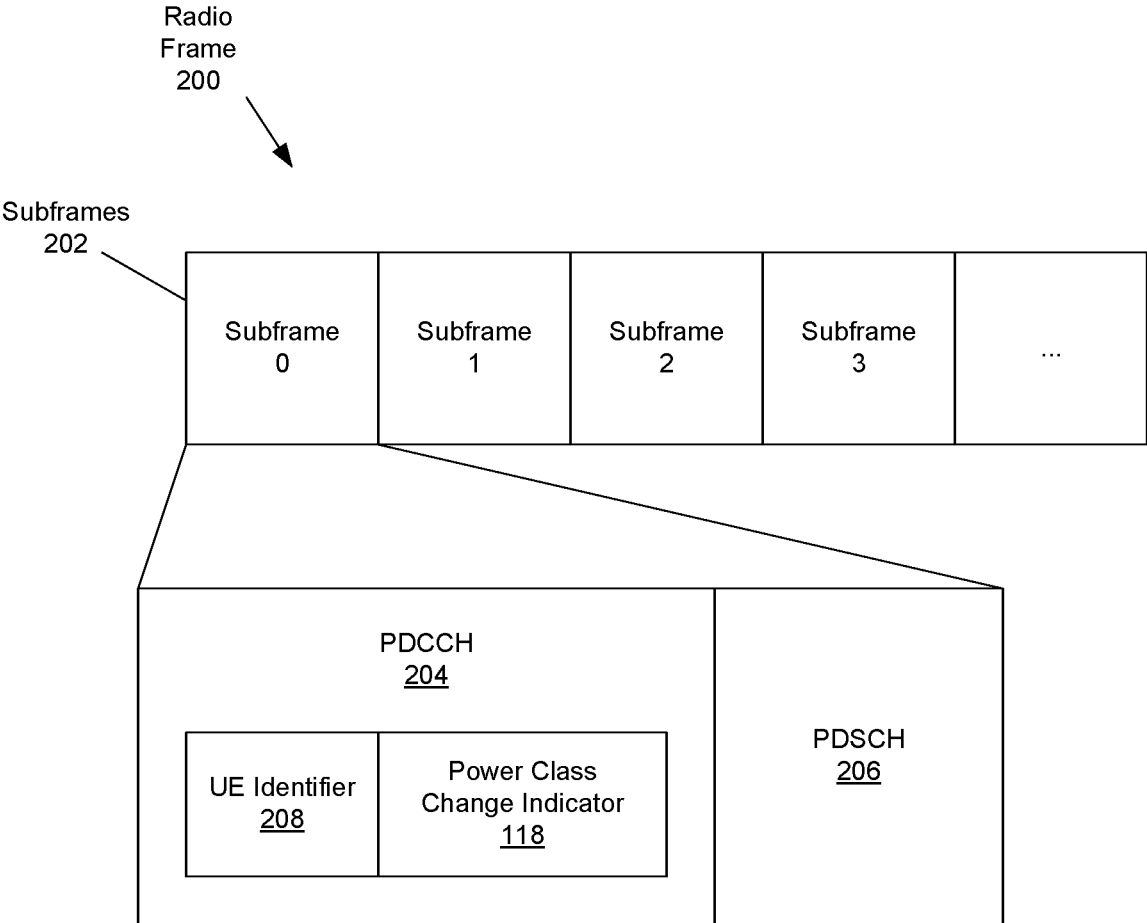 Radio
Frame
200
Subframes
202
Subframe
0
Subframe
1
Subframe
2
Subframe
3
...
PDCCH
204
UE Identifier
208
Power Class
Change Indicator
118
PDSCH
206